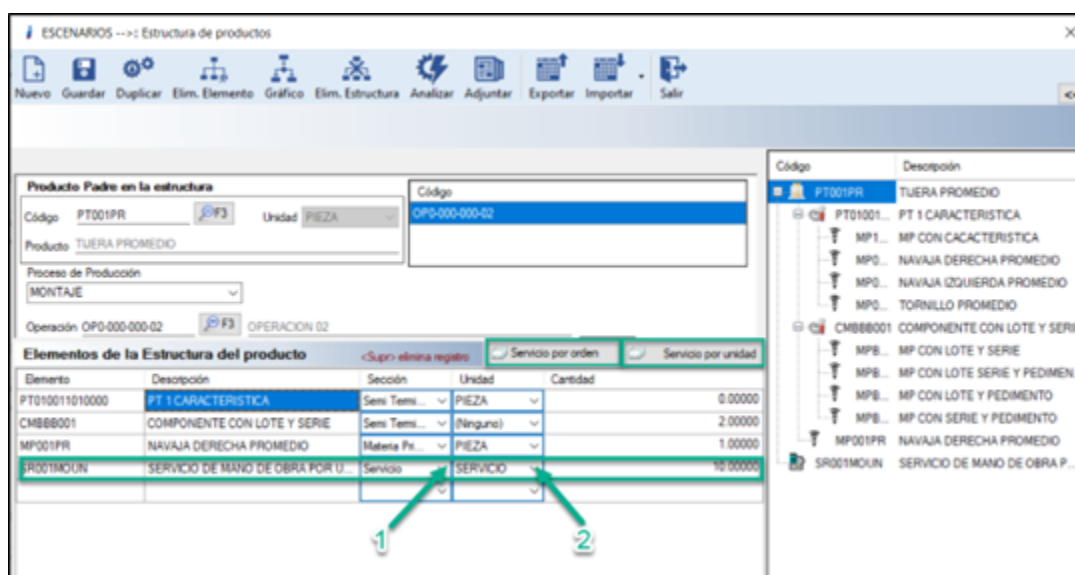 ESCENARIOS -->: Estructura de productos
Nuevo Guardar Duplicar Elim. Elemento Gráfico Elim. Estructura Analizar Adjuntar Exportar Importar Salir
<<
Producto Padre en la estructura
Código PT001PR F3 Unidad PIEZA
Producto TIJERA PROMEDIO
Código
OP0-000-000-02
Proceso de Producción
MONTAJE
Operación OP0-000-000-02 F3 OPERACION 02
Elementos de la Estructura del producto <Supr> elimina registro Servicio por orden Servicio por unidad
Elemento Descripción Sección Unidad Cantidad
PT010011010000 PT 1 CARACTERISTICA Semi Termi... PIEZA 0.00000
CMBBB001 COMPONENTE CON LOTE Y SERIE Semi Termi... (Ninguno) 2.00000
MP001PR NAVAJA DERECHA PROMEDIO Materia Pri... PIEZA 1.00000
SR001MOUN SERVICIO DE MANO DE OBRA POR U... Servicio SERVICIO 10.00000
1 2
Código Descripción
PT001PR TIJERA PROMEDIO
PT01001... PT 1 CARACTERISTICA
MP1... MP CON CACACTERISTICA
MP0... NAVAJA DERECHA PROMEDIO
MP0... NAVAJA IZQUIERDA PROMEDIO
MP0... TORNILLO PROMEDIO
CMBBB001 COMPONENTE CON LOTE Y SERI
MPB... MP CON LOTE Y SERIE
MPB... MP CON LOTE SERIE Y PEDIMEN
MPB... MP CON LOTE Y PEDIMENTO
MPB... MP CON SERIE Y PEDIMENTO
MP001PR NAVAJA DERECHA PROMEDIO
SR001MOUN SERVICIO DE MANO DE OBRA P...